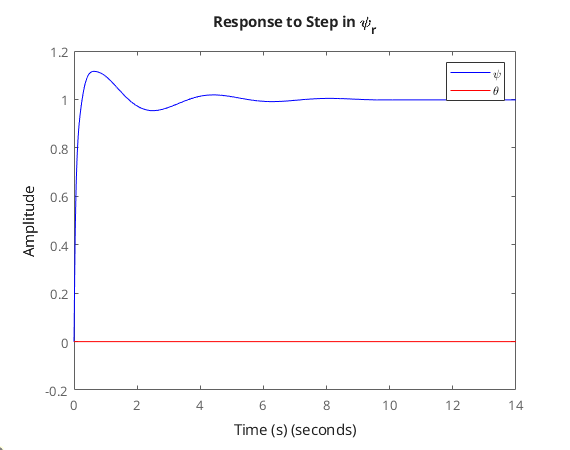 Response to Step in ψr
1.2
1
0.8
0.6
0.4
0.2
0
-0.2
Amplitude
ψ
θ
0 2 4 6 8 10 12 14
Time (s) (seconds)